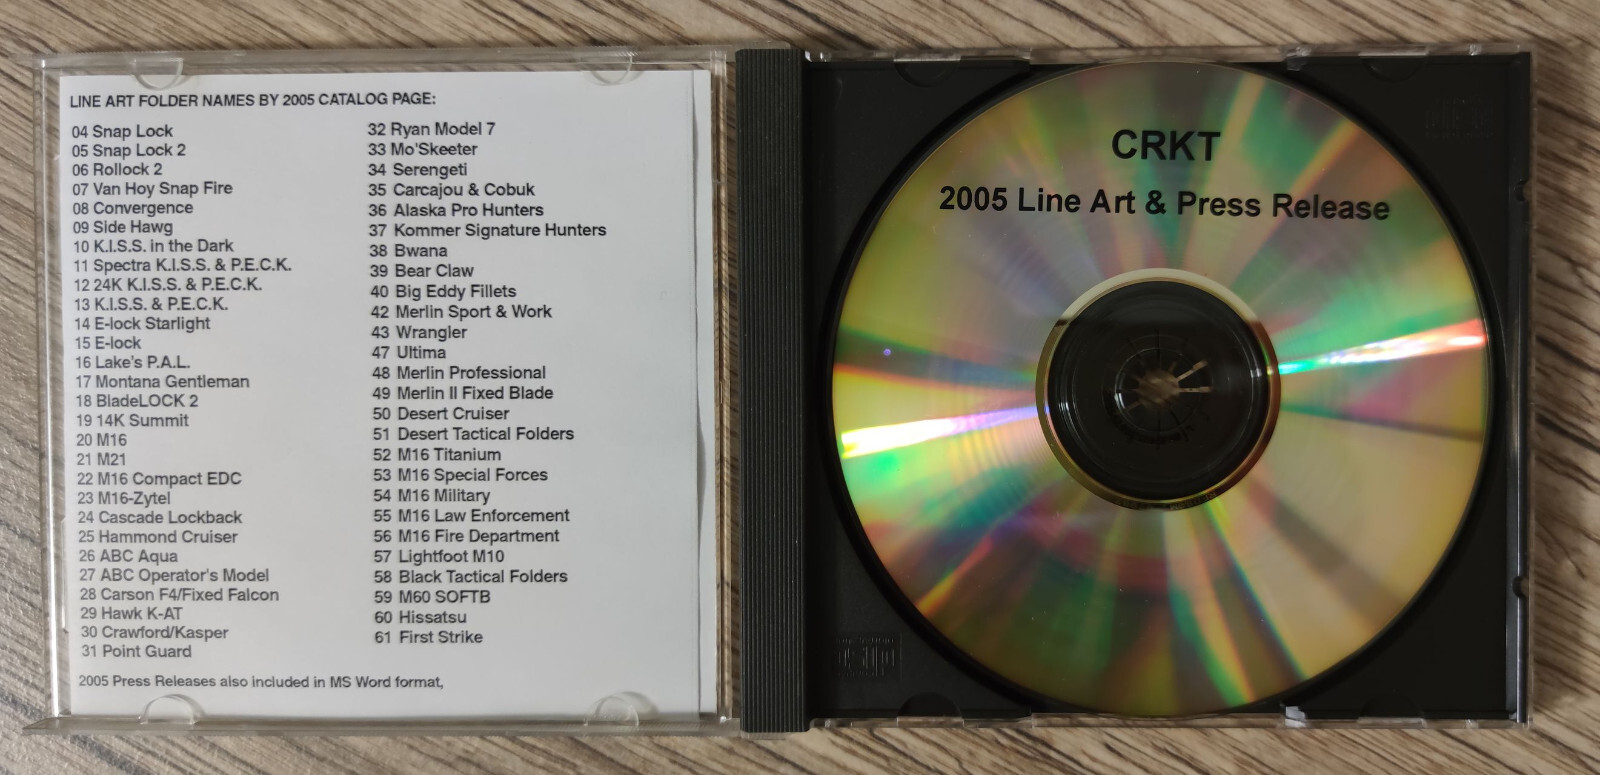 LINE ART FOLDER NAMES BY 2005 CATALOG PAGE:
04 Snap Lock
05 Snap Lock 2
06 Rollock 2
07 Van Hoy Snap Fire
08 Convergence
09 Side Hawg
10 K.I.S.S. in the Dark
11 Spectra K.I.S.S. & P.E.C.K.
12 24K K.I.S.S. & P.E.C.K.
13 K.I.S.S. & P.E.C.K.
14 E-lock Starlight
15 E-lock
16 Lake's P.A.L.
17 Montana Gentleman
18 BladeLOCK 2
19 14K Summit
20 M16
21 M21
22 M16 Compact EDC
23 M16-Zytel
24 Cascade Lockback
25 Hammond Cruiser
26 ABC Aqua
27 ABC Operator's Model
28 Carson F4/Fixed Falcon
29 Hawk K-AT
30 Crawford/Kasper
31 Point Guard
32 Ryan Model 7
33 Mo'Skeeter
34 Serengeti
35 Carcajou & Cobuk
36 Alaska Pro Hunters
37 Kommer Signature Hunters
38 Bwana
39 Bear Claw
40 Big Eddy Fillets
42 Merlin Sport & Work
43 Wrangler
47 Ultima
48 Merlin Professional
49 Merlin II Fixed Blade
50 Desert Cruiser
51 Desert Tactical Folders
52 M16 Titanium
53 M16 Special Forces
54 M16 Military
55 M16 Law Enforcement
56 M16 Fire Department
57 Lightfoot M10
58 Black Tactical Folders
59 M60 SOFTB
60 Hissatsu
61 First Strike
2005 Press Releases also included in MS Word format,
CRKT
2005 Line Art & Press Release